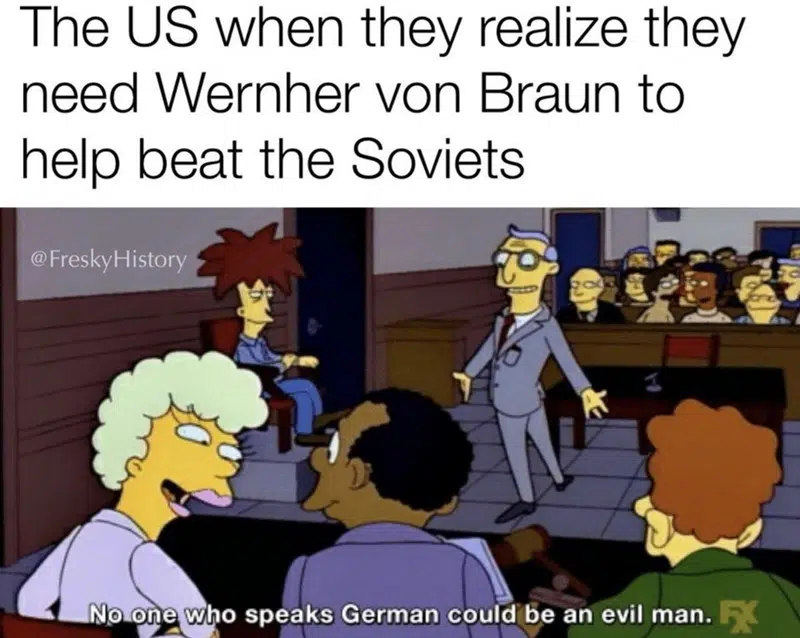 The US when they realize they
need Wernher von Braun to
help beat the Soviets
@FreskyHistory
No one who speaks German could be an evil man.
FX